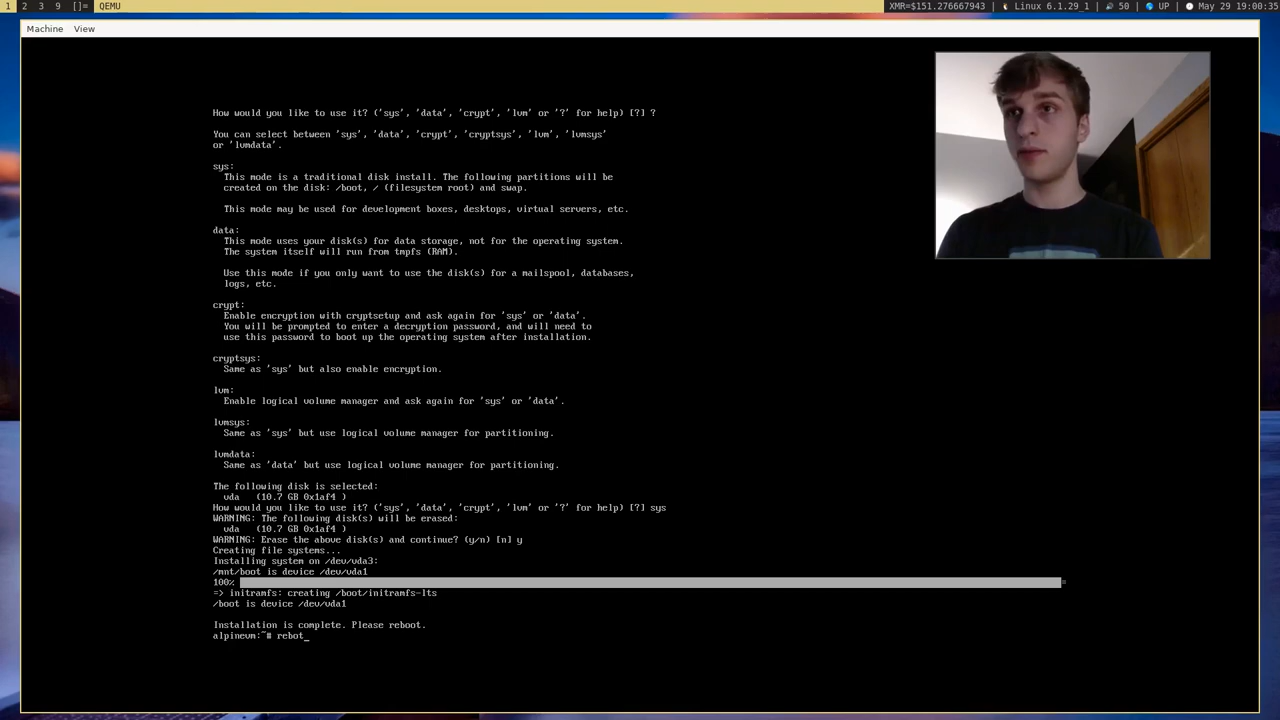 1 2 3 9 []= QEMU XMR=$151.276667943 | Linux 6.1.29_1 | 50 | UP | May 29 19:00:35
Machine View
How would you like to use it? ('sys', 'data', 'crypt', 'lvm' or '?' for help) [?] ?
You can select between 'sys', 'data', 'crypt', 'cryptsys', 'lvm', 'lvmsys'
or 'lvmdata'.
sys:
This mode is a traditional disk install. The following partitions will be
created on the disk: /boot, / (filesystem root) and swap.
This mode may be used for development boxes, desktops, virtual servers, etc.
data:
This mode uses your disk(s) for data storage, not for the operating system.
The system itself will run from tmpfs (RAM).
Use this mode if you only want to use the disk(s) for a mailspool, databases,
logs, etc.
crypt:
Enable encryption with cryptsetup and ask again for 'sys' or 'data'.
You will be prompted to enter a decryption password, and will need to
use this password to boot up the operating system after installation.
cryptsys:
Same as 'sys' but also enable encryption.
lvm:
Enable logical volume manager and ask again for 'sys' or 'data'.
lvmsys:
Same as 'sys' but use logical volume manager for partitioning.
lvmdata:
Same as 'data' but use logical volume manager for partitioning.
The following disk is selected:
vda (10.7 GB 0x1af4 )
How would you like to use it? ('sys', 'data', 'crypt', 'lvm' or '?' for help) [?] sys
WARNING: The following disk(s) will be erased:
vda (10.7 GB 0x1af4 )
WARNING: Erase the above disk(s) and continue? (y/n) [n] y
Creating file systems...
Installing system on /dev/vda3:
/mnt/boot is device /dev/vda1
100% =
=> initramfs: creating /boot/initramfs-lts
/boot is device /dev/vda1
Installation is complete. Please reboot.
alpinevm:~# rebot_